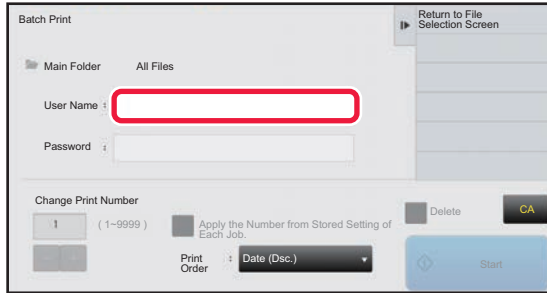 Batch Print
Return to File
Selection Screen
Main Folder All Files
User Name :
Password :
Change Print Number
1 ( 1~9999 )
Apply the Number from Stored Setting of
Each Job.
Delete
CA
Print
Order : Date (Dsc.)
Start